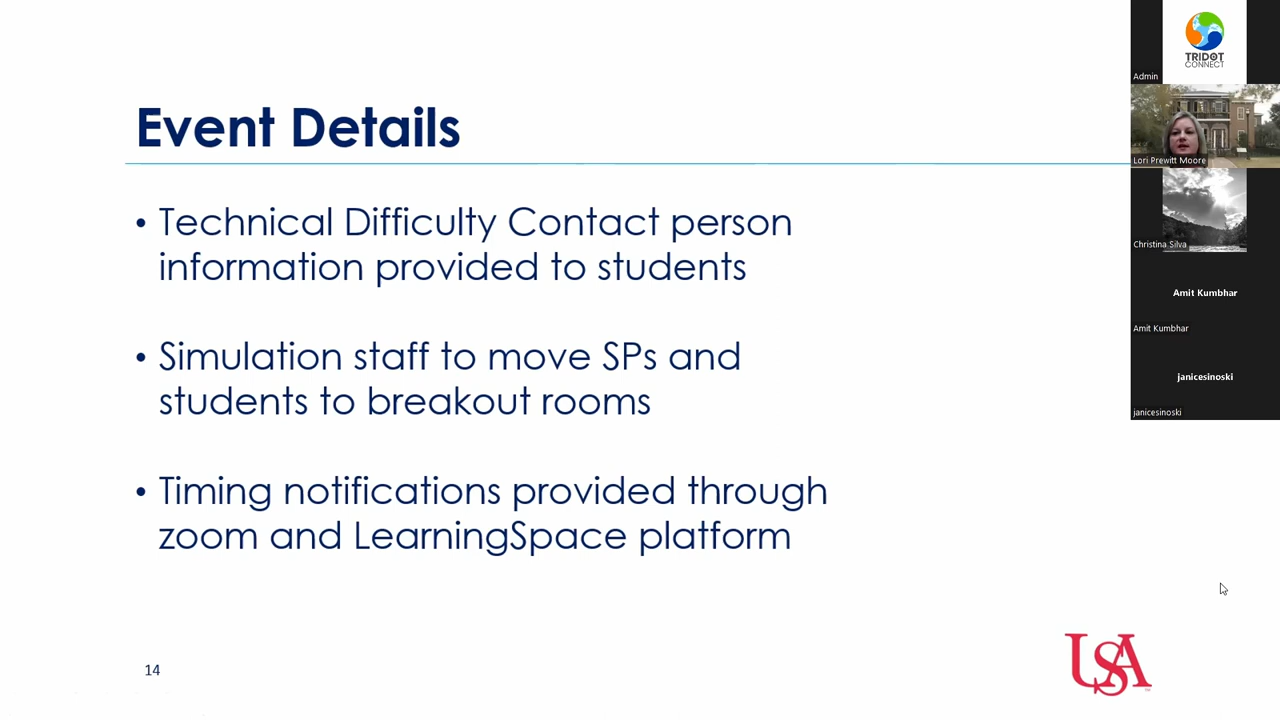 Event Details
• Technical Difficulty Contact person
information provided to students
• Simulation staff to move SPs and
students to breakout rooms
• Timing notifications provided through
zoom and LearningSpace platform
14
USA
TRIDOT
CONNECT
Admin
Lori Prewitt Moore
Christina Silva
Amit Kumbhar
Amit Kumbhar
janicesinoski
janicesinoski